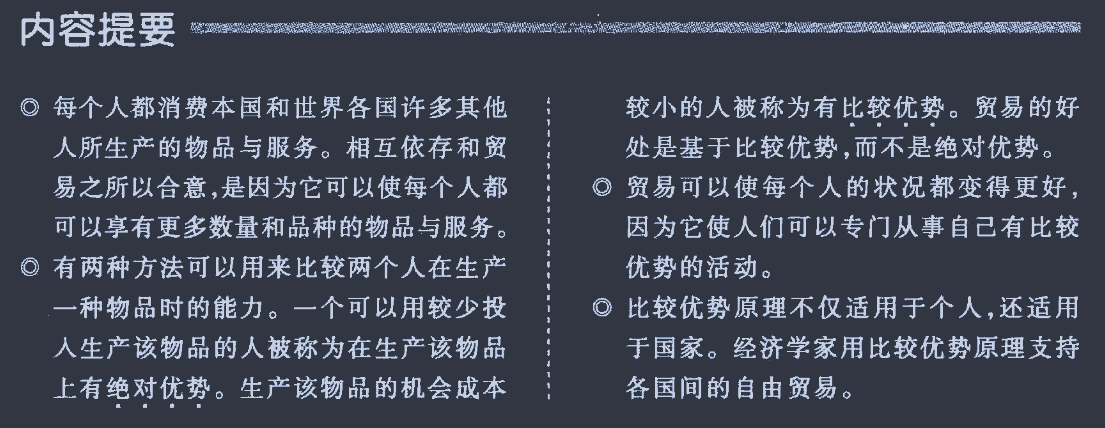 内容提要
◎ 每个人都消费本国和世界各国许多其他
人所生产的物品与服务。相互依存和贸
易之所以合意,是因为它可以使每个人都
可以享有更多数量和品种的物品与服务。
◎ 有两种方法可以用来比较两个人在生产
一种物品时的能力。一个可以用较少投
入生产该物品的人被称为在生产该物品
上有绝对优势。生产该物品的机会成本
较小的人被称为有比较优势。贸易的好
处是基于比较优势,而不是绝对优势。
◎ 贸易可以使每个人的状况都变得更好,
因为它使人们可以专门从事自己有比较
优势的活动。
◎ 比较优势原理不仅适用于个人,还适用
于国家。经济学家用比较优势原理支持
各国间的自由贸易。